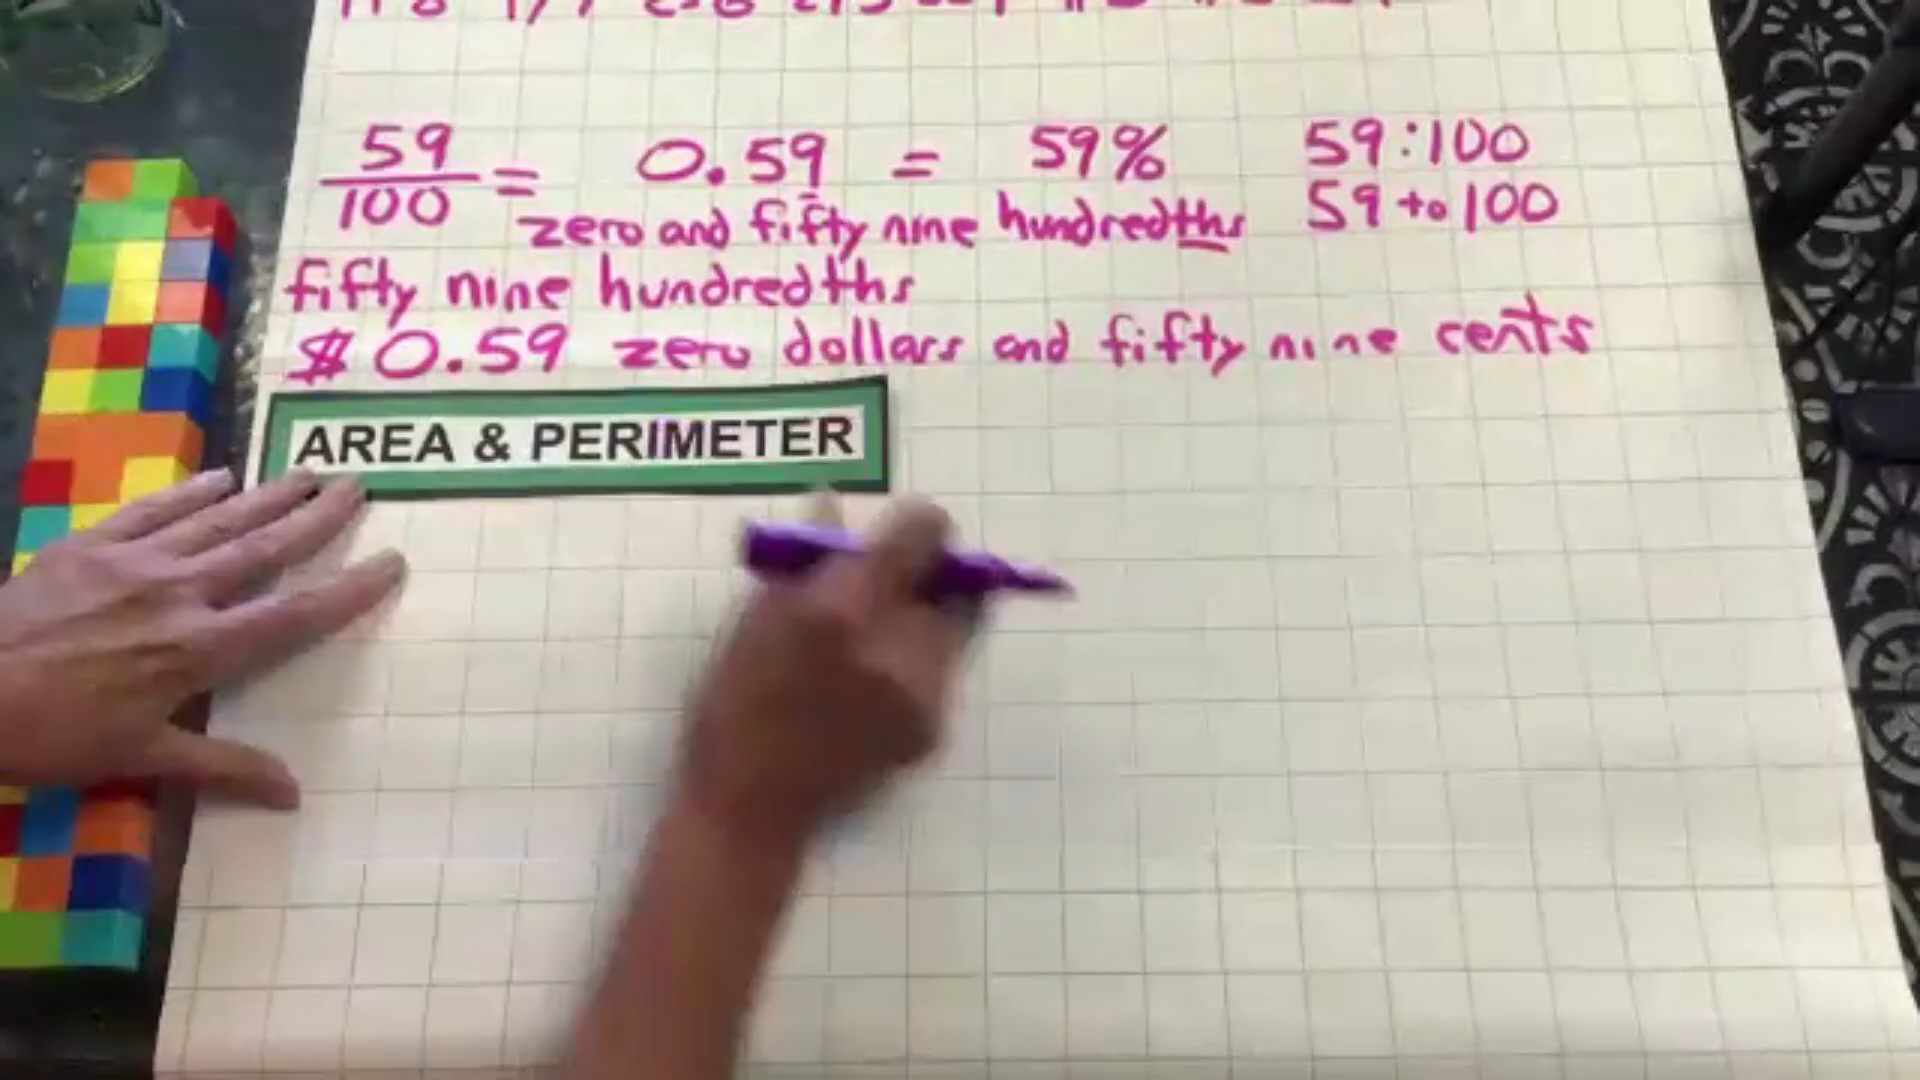 59/100 = 0.59 = 59% 59:100
zero and fifty nine hundredths 59 to 100
fifty nine hundredths
$0.59 zero dollars and fifty nine cents
AREA & PERIMETER